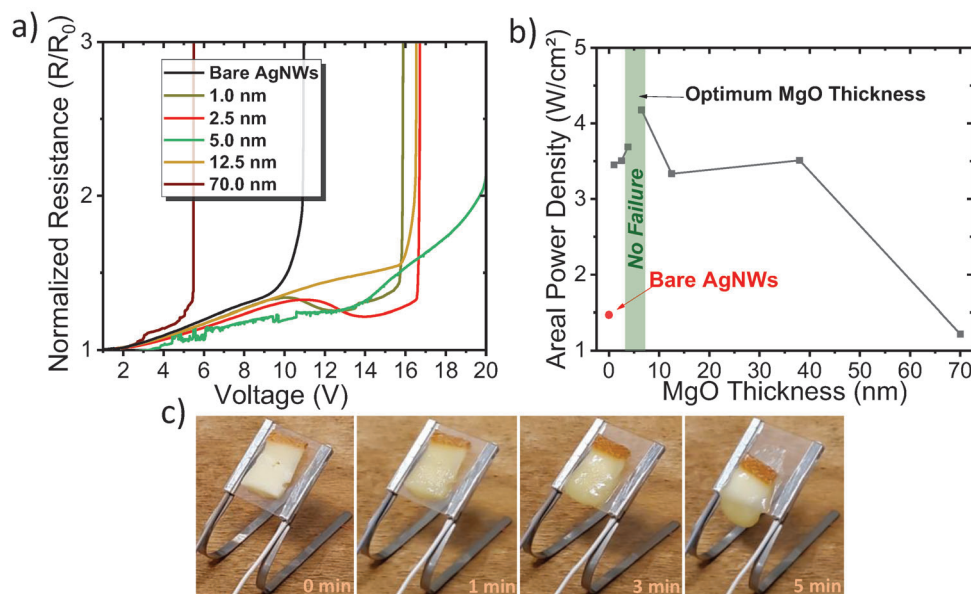 a)
Normalized Resistance (R/R₀)
3
2
1
Bare AgNWs
1.0 nm
2.5 nm
5.0 nm
12.5 nm
70.0 nm
2 4 6 8 10 12 14 16 18 20
Voltage (V)
b)
Areal Power Density (W/cm²)
5
4
3
2
1
Optimum MgO Thickness
No Failure
Bare AgNWs
0 10 20 30 40 50 60 70
MgO Thickness (nm)
c)
0 min
1 min
3 min
5 min